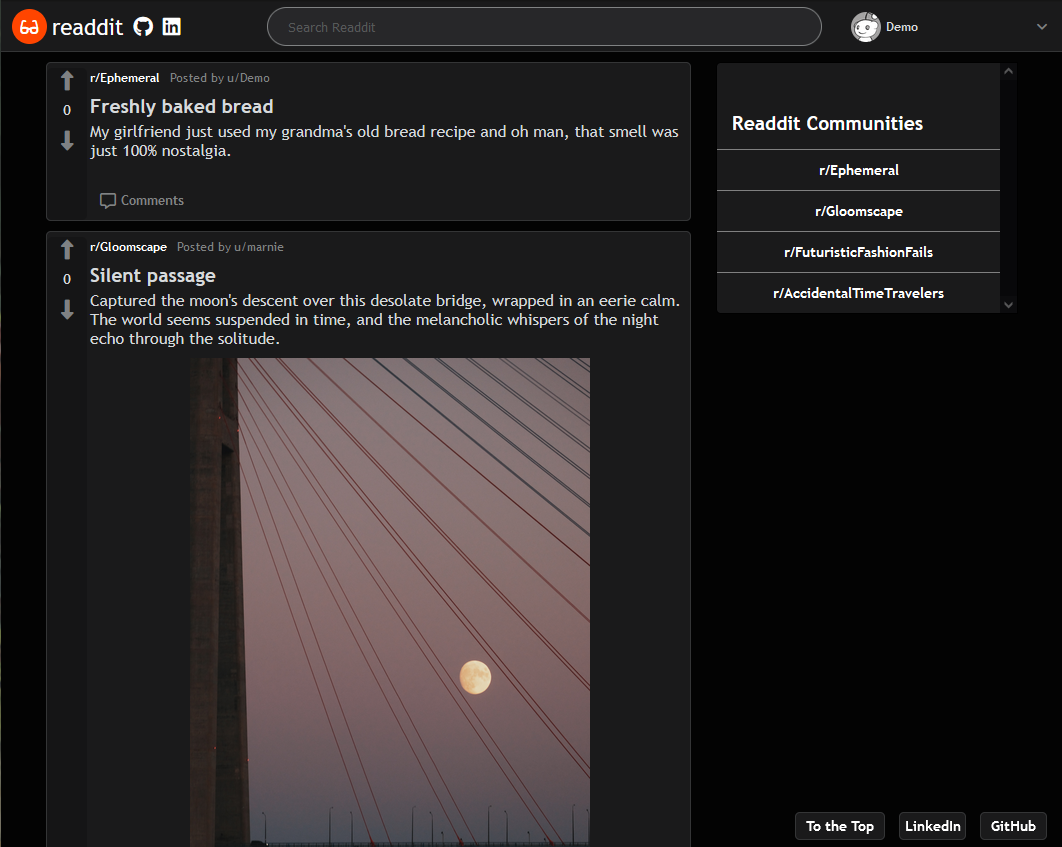 readdit
Search Readdit
Demo
r/Ephemeral Posted by u/Demo
0
Freshly baked bread
My girlfriend just used my grandma's old bread recipe and oh man, that smell was
just 100% nostalgia.
Comments
r/Gloomscape Posted by u/marnie
0
Silent passage
Captured the moon's descent over this desolate bridge, wrapped in an eerie calm.
The world seems suspended in time, and the melancholic whispers of the night
echo through the solitude.
Readdit Communities
r/Ephemeral
r/Gloomscape
r/FuturisticFashionFails
r/AccidentalTimeTravelers
To the Top
LinkedIn
GitHub